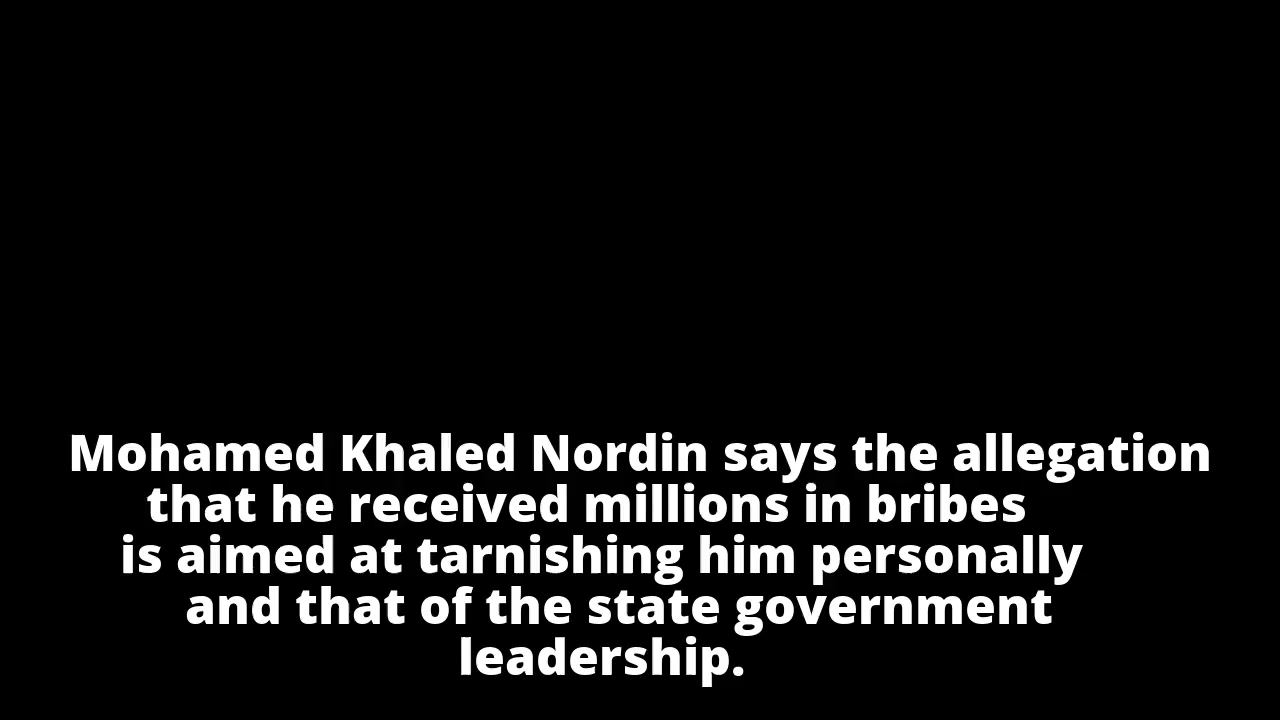 Mohamed Khaled Nordin says the allegation
that he received millions in bribes
is aimed at tarnishing him personally
and that of the state government
leadership.